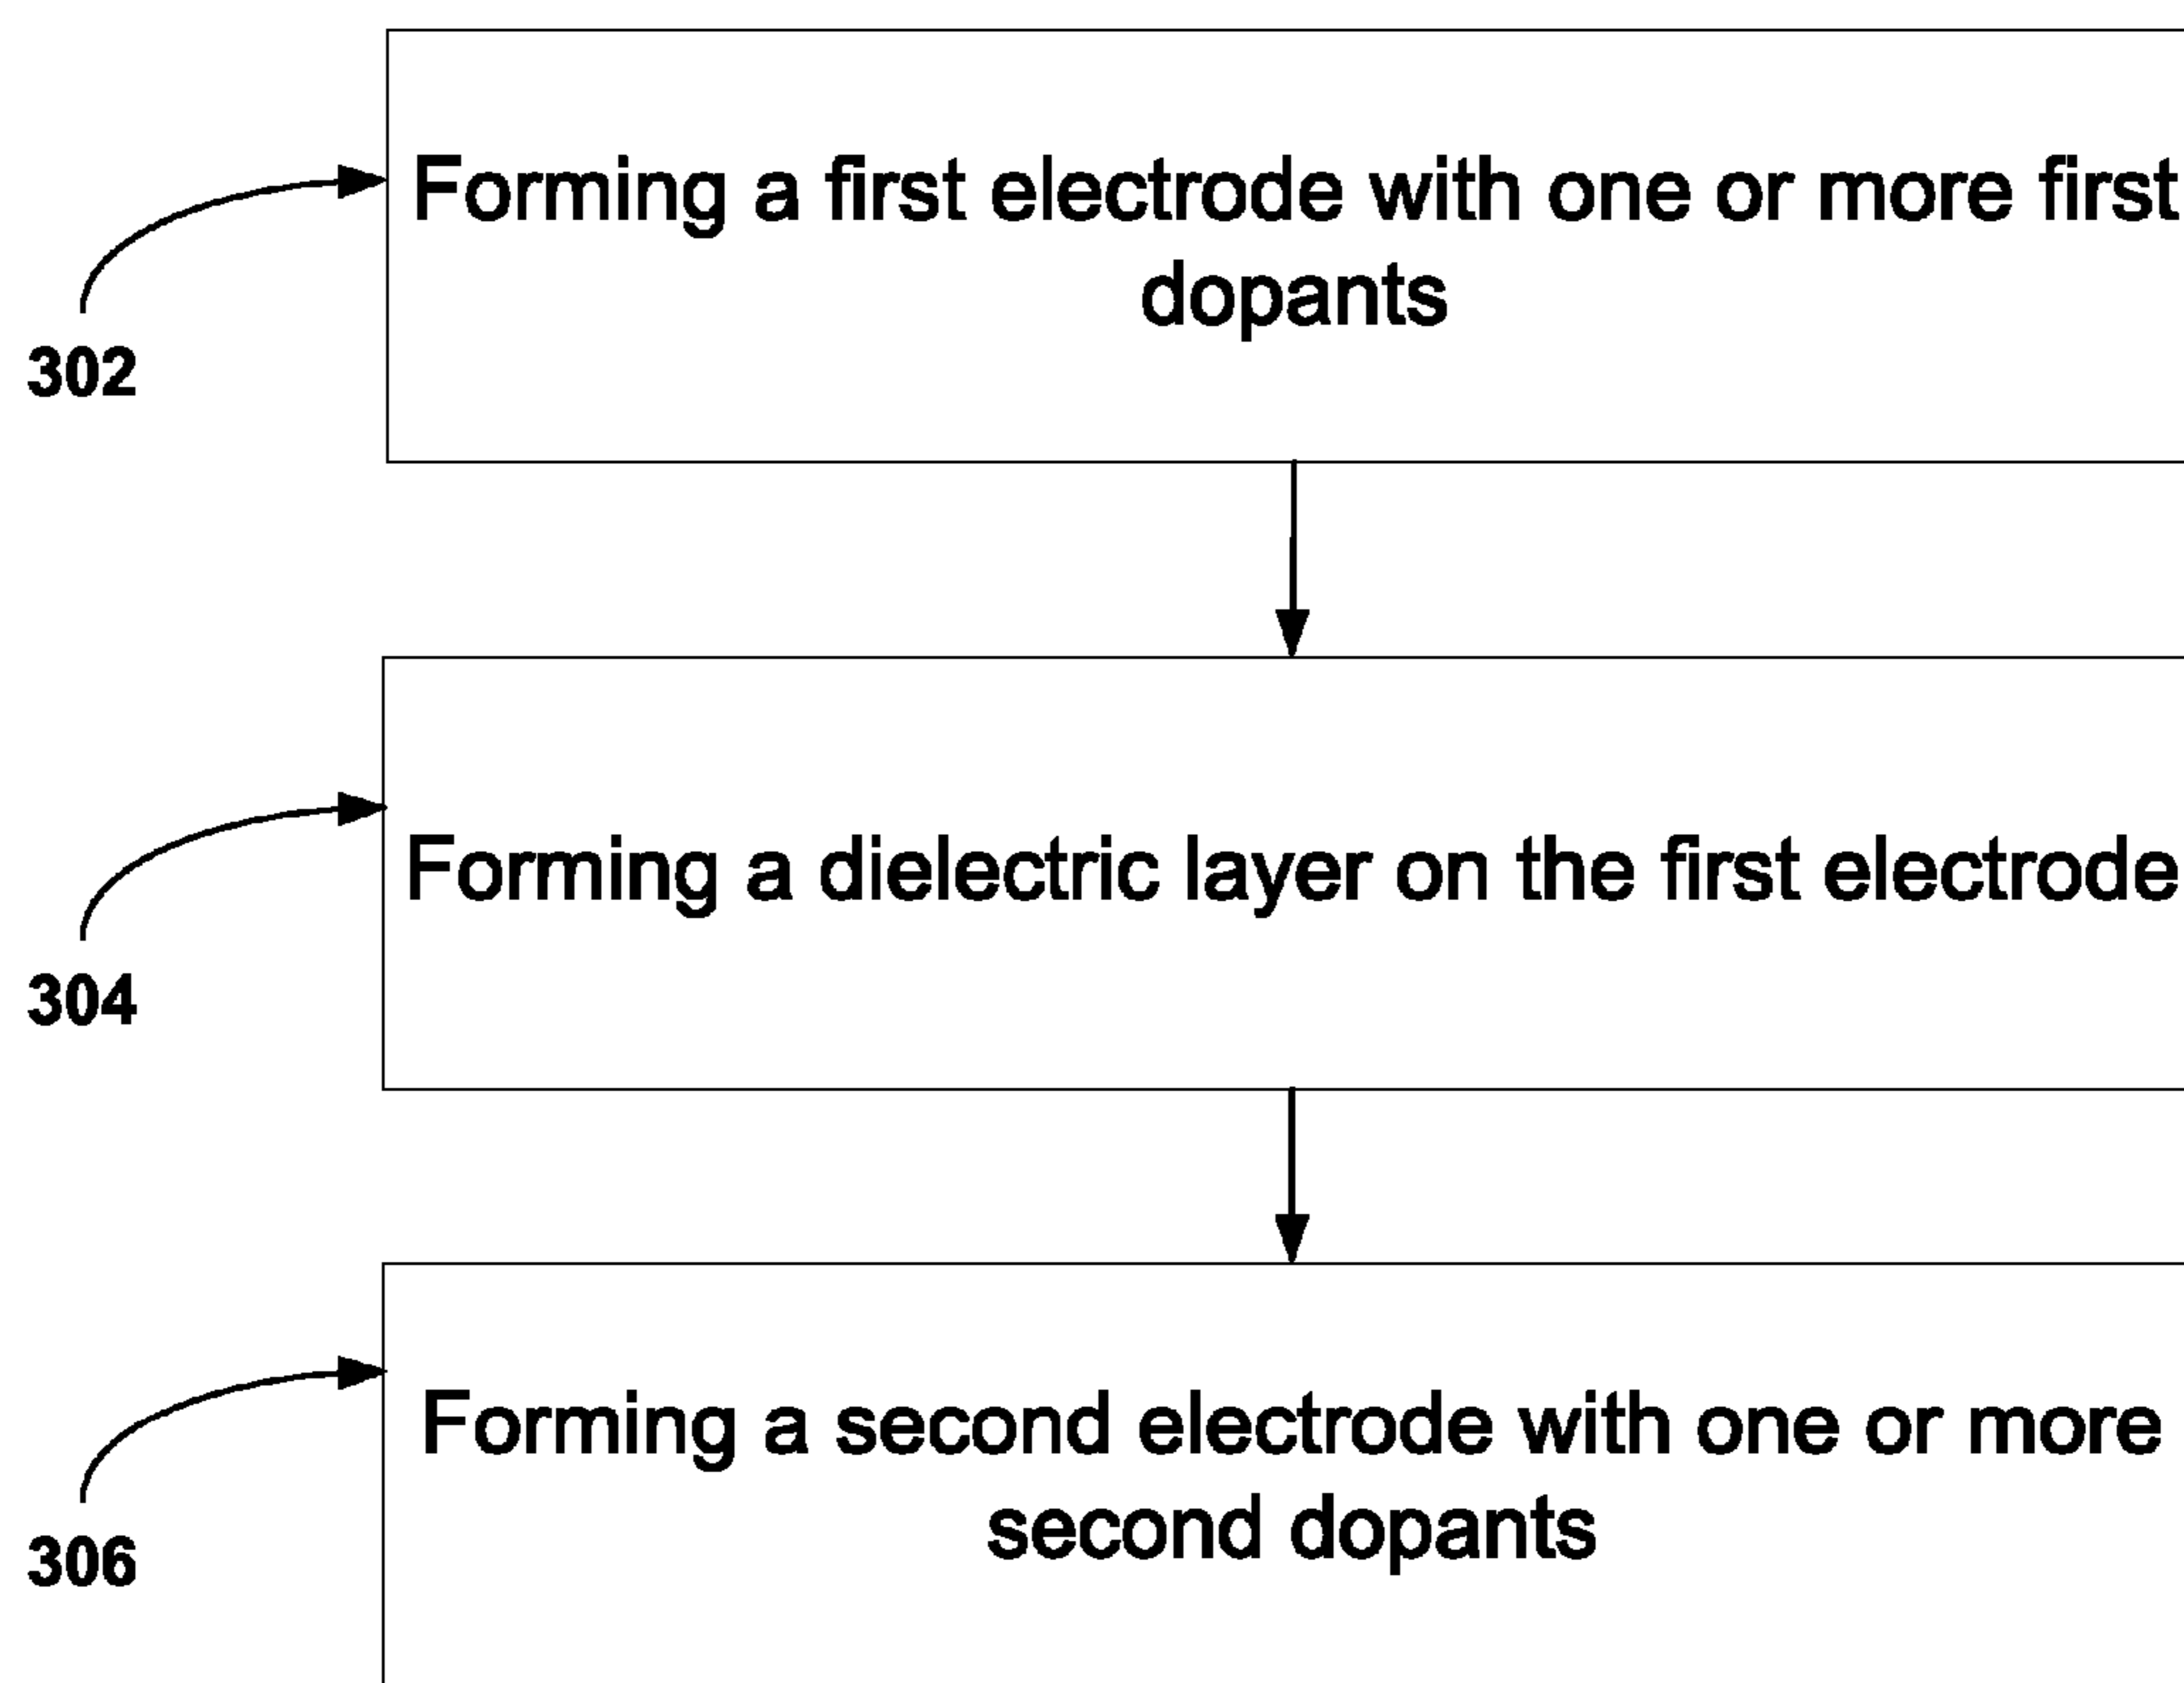 Forming a first electrode with one or more first
dopants
302
Forming a dielectric layer on the first electrode
304
Forming a second electrode with one or more
second dopants
306